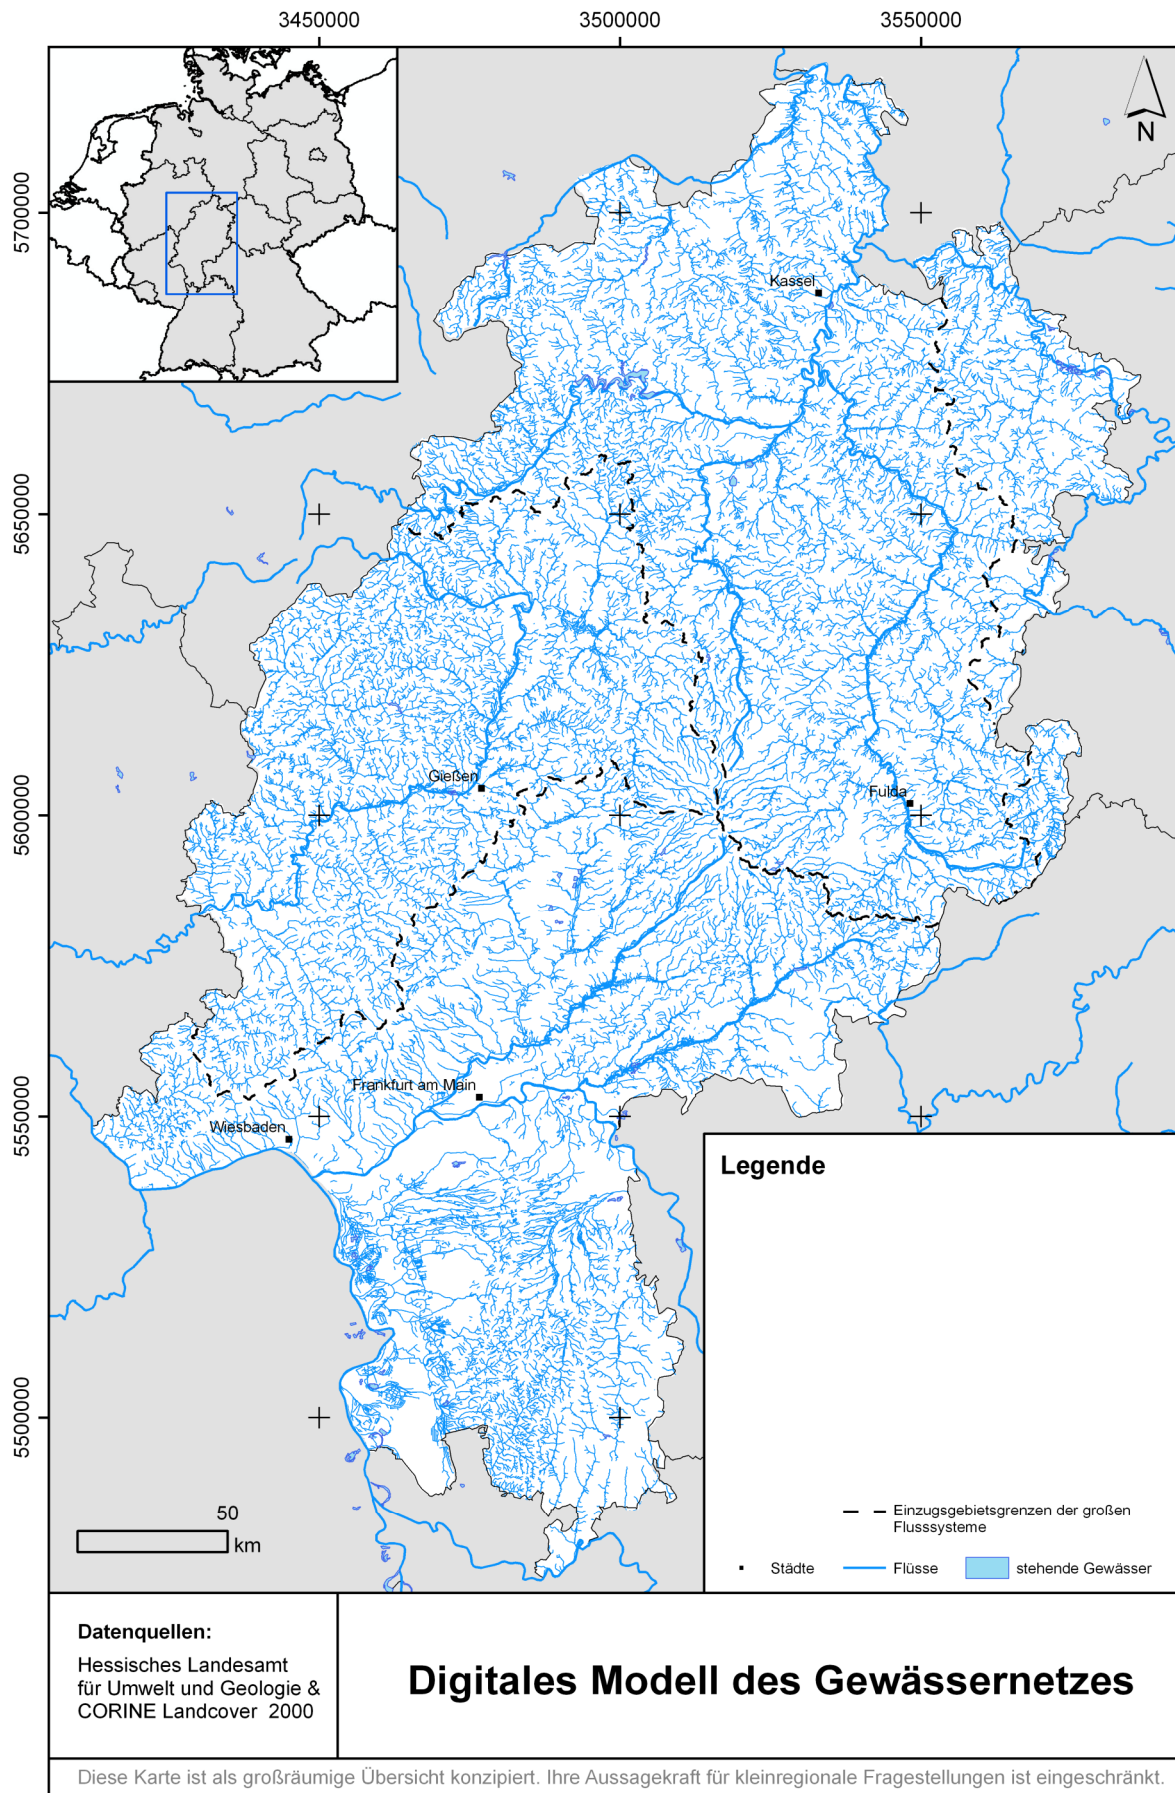 3450000
3500000
3550000
N
5700000
5650000
5600000
5550000
5500000
Kassel
Gießen
Fulda
Frankfurt am Main
Wiesbaden
Legende
Einzugsgebietsgrenzen der großen
Flusssysteme
Städte
Flüsse
stehende Gewässer
50
km
Datenquellen:
Hessisches Landesamt
für Umwelt und Geologie &
CORINE Landcover 2000
Digitales Modell des Gewässernetzes
Diese Karte ist als großräumige Übersicht konzipiert. Ihre Aussagekraft für kleinregionale Fragestellungen ist eingeschränkt.